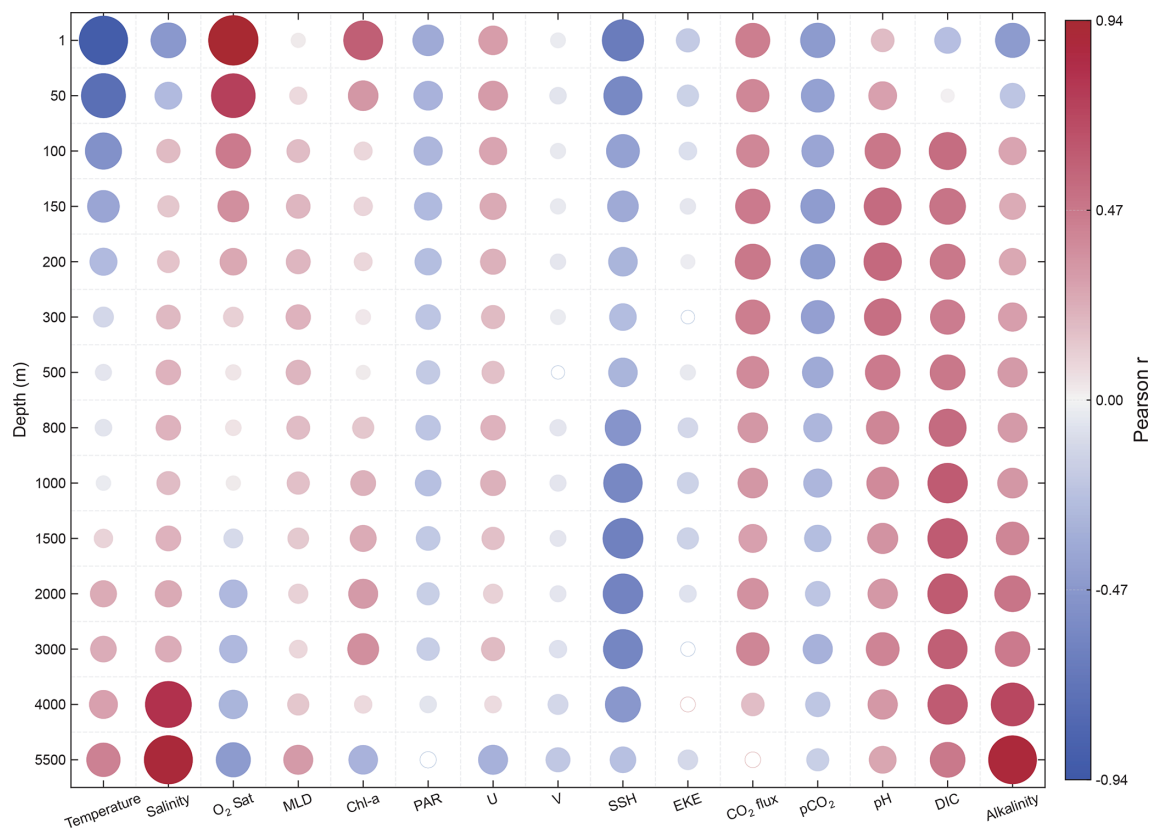 Depth (m)
1
50
100
150
200
300
500
800
1000
1500
2000
3000
4000
5500
Temperature
Salinity
O2 Sat
MLD
Chl-a
PAR
U
V
SSH
EKE
CO2 flux
pCO2
pH
DIC
Alkalinity
0.94
0.47
0.00
-0.47
-0.94
Pearson r